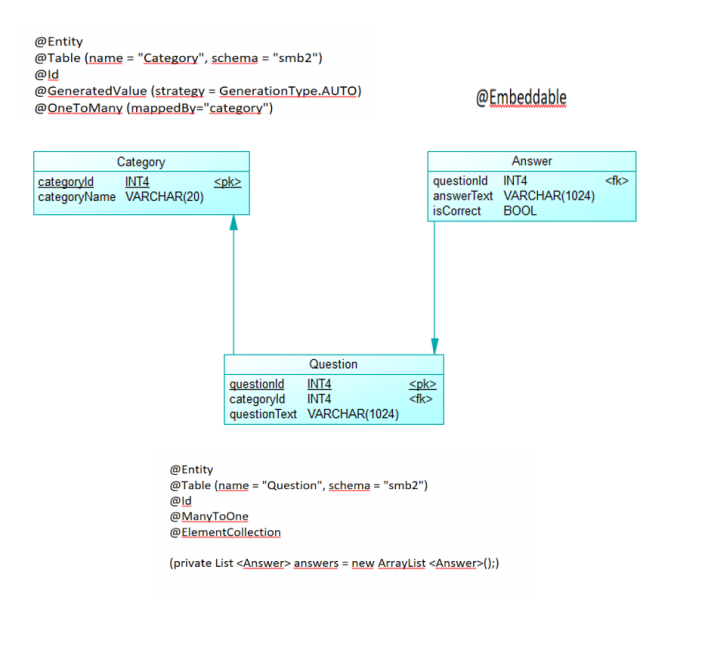 @Entity
@Table (name = "Category", schema = "smb2")
@Id
@GeneratedValue (strategy = GenerationType.AUTO)
@OneToMany (mappedBy="category")
@Embeddable
Category
categoryId INT4 <pk>
categoryName VARCHAR(20)
Answer
questionId INT4 <fk>
answerText VARCHAR(1024)
isCorrect BOOL
Question
questionId INT4 <pk>
categoryId INT4 <fk>
questionText VARCHAR(1024)
@Entity
@Table (name = "Question", schema = "smb2")
@Id
@ManyToOne
@ElementCollection
(private List <Answer> answers = new ArrayList <Answer>();)